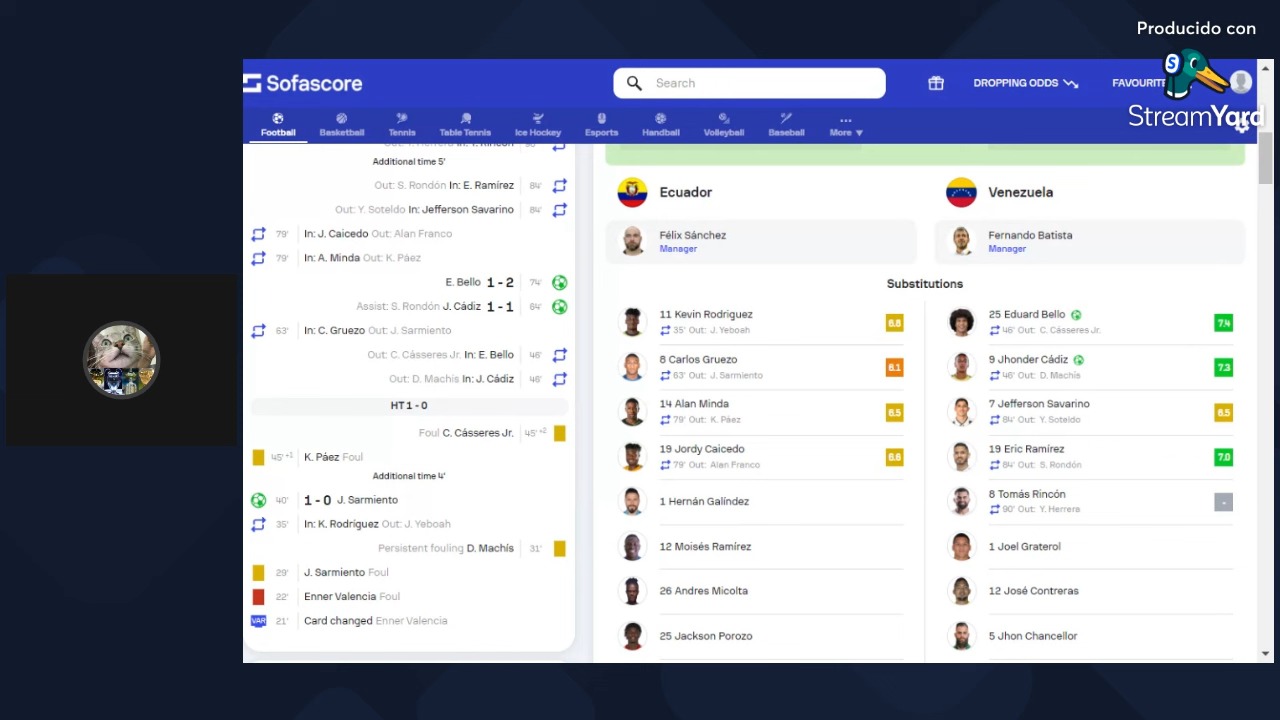 Producido con
StreamYard
Sofascore
Search
DROPPING ODDS
FAVOURITE
Football
Basketball
Tennis
Table Tennis
Ice Hockey
Esports
Handball
Volleyball
Baseball
More
Additional time 5'
Out: S. Rondón In: E. Ramírez 84'
Out: Y. Soteldo In: Jefferson Savarino 84'
79' In: J. Caicedo Out: Alan Franco
79' In: A. Minda Out: K. Páez
E. Bello 1 - 2 74'
Assist: S. Rondón J. Cádiz 1 - 1 64'
63' In: C. Gruezo Out: J. Sarmiento
Out: C. Cásseres Jr. In: E. Bello 46'
Out: D. Machís In: J. Cádiz 46'
HT 1 - 0
Foul C. Cásseres Jr. 45'+2
45'+1 K. Páez Foul
Additional time 4'
40' 1 - 0 J. Sarmiento
35' In: K. Rodríguez Out: J. Yeboah
Persistent fouling D. Machís 31'
29' J. Sarmiento Foul
22' Enner Valencia Foul
VAR 21' Card changed Enner Valencia
Ecuador
Félix Sánchez
Manager
Venezuela
Fernando Batista
Manager
Substitutions
11 Kevin Rodriguez
35' Out: J. Yeboah
6.8
8 Carlos Gruezo
63' Out: J. Sarmiento
6.1
14 Alan Minda
79' Out: K. Páez
6.5
19 Jordy Caicedo
79' Out: Alan Franco
6.6
1 Hernán Galíndez
12 Moisés Ramírez
26 Andres Micolta
25 Jackson Porozo
25 Eduard Bello
46' Out: C. Cásseres Jr.
7.4
9 Jhonder Cádiz
46' Out: D. Machís
7.3
7 Jefferson Savarino
84' Out: Y. Soteldo
6.5
19 Eric Ramírez
84' Out: S. Rondón
7.0
8 Tomás Rincón
90' Out: Y. Herrera
-
1 Joel Graterol
12 José Contreras
5 Jhon Chancellor